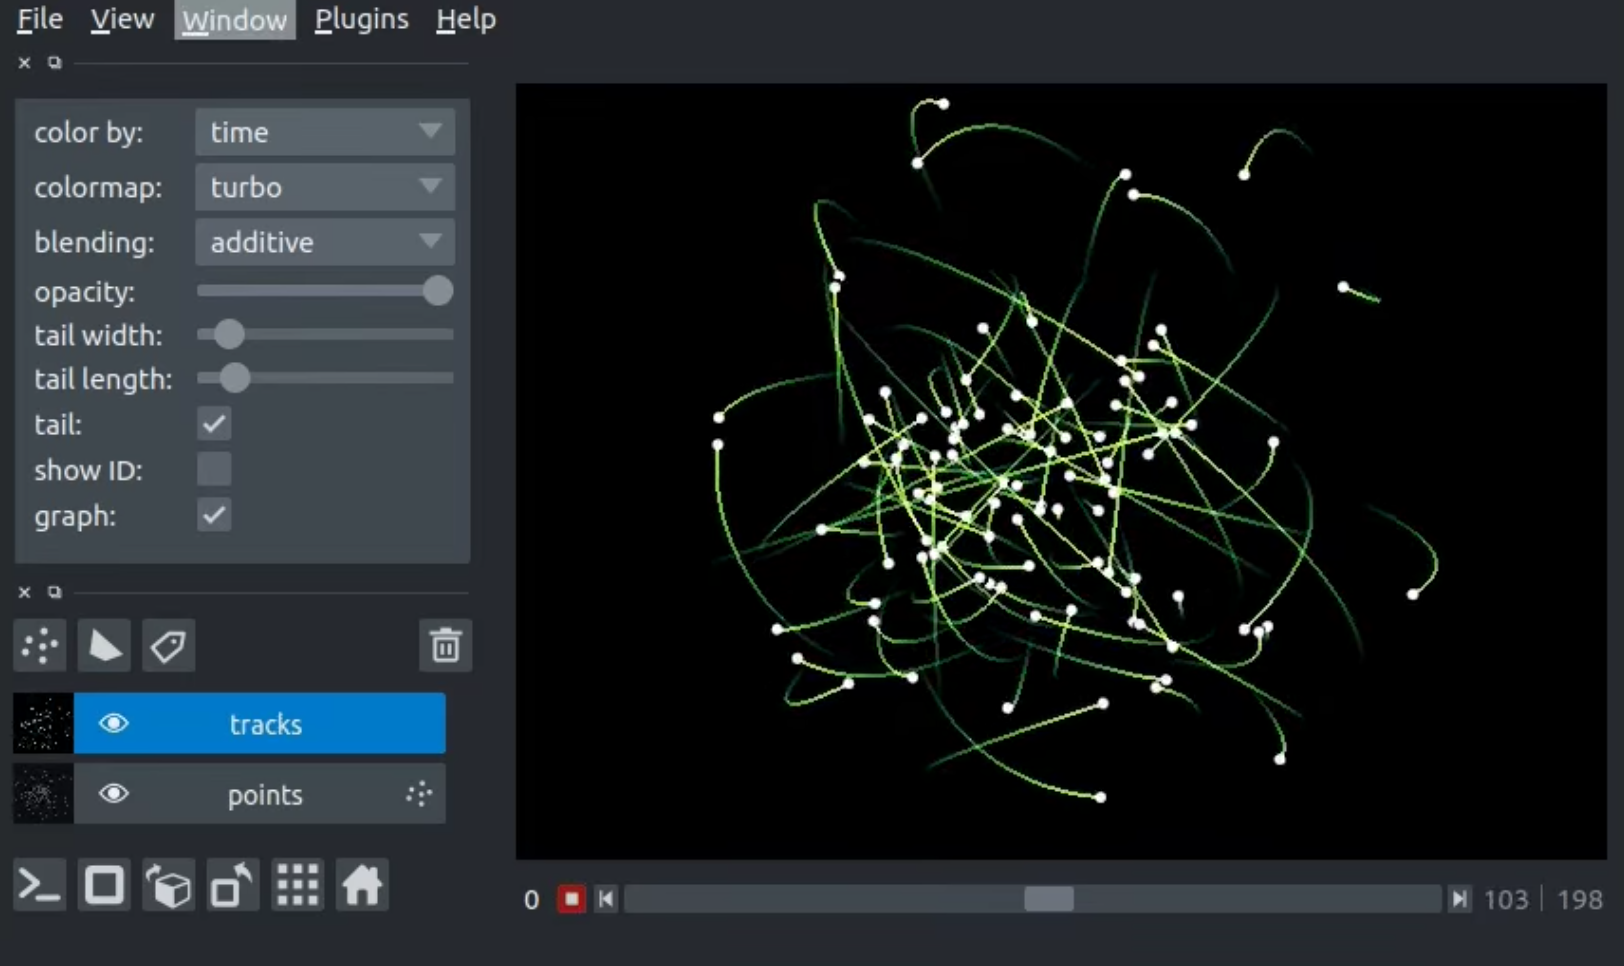 File View Window Plugins Help
color by: time
colormap: turbo
blending: additive
opacity:
tail width:
tail length:
tail:
show ID:
graph:
tracks
points
0 103 198